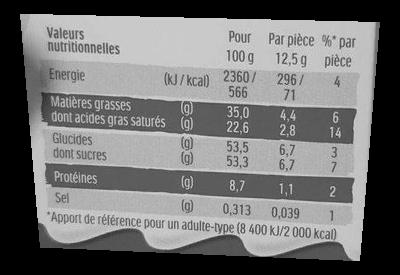 Valeurs nutritionnelles Pour 100 g Par pièce 12,5 g %* par pièce
Energie (kJ / kcal) 2360 / 566 296 / 71 4
Matières grasses (g) 35,0 4,4 6
dont acides gras saturés (g) 22,6 2,8 14
Glucides (g) 53,5 6,7 3
dont sucres (g) 53,3 6,7 7
Protéines (g) 8,7 1,1 2
Sel (g) 0,313 0,039 1
*Apport de référence pour un adulte-type (8 400 kJ/2 000 kcal)